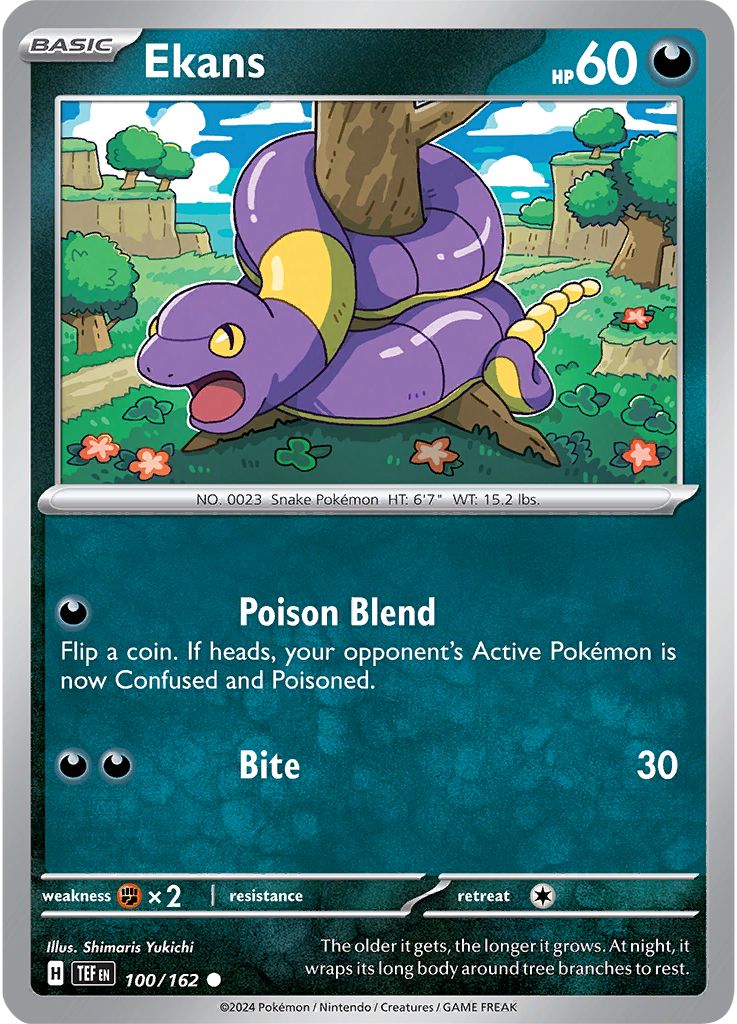 BASIC Ekans HP60
NO. 0023 Snake Pokémon HT: 6'7" WT: 15.2 lbs.
Poison Blend
Flip a coin. If heads, your opponent's Active Pokémon is
now Confused and Poisoned.
Bite 30
weakness ×2 resistance retreat
Illus. Shimaris Yukichi
The older it gets, the longer it grows. At night, it
wraps its long body around tree branches to rest.
H TEF EN 100/162
©2024 Pokémon / Nintendo / Creatures / GAME FREAK